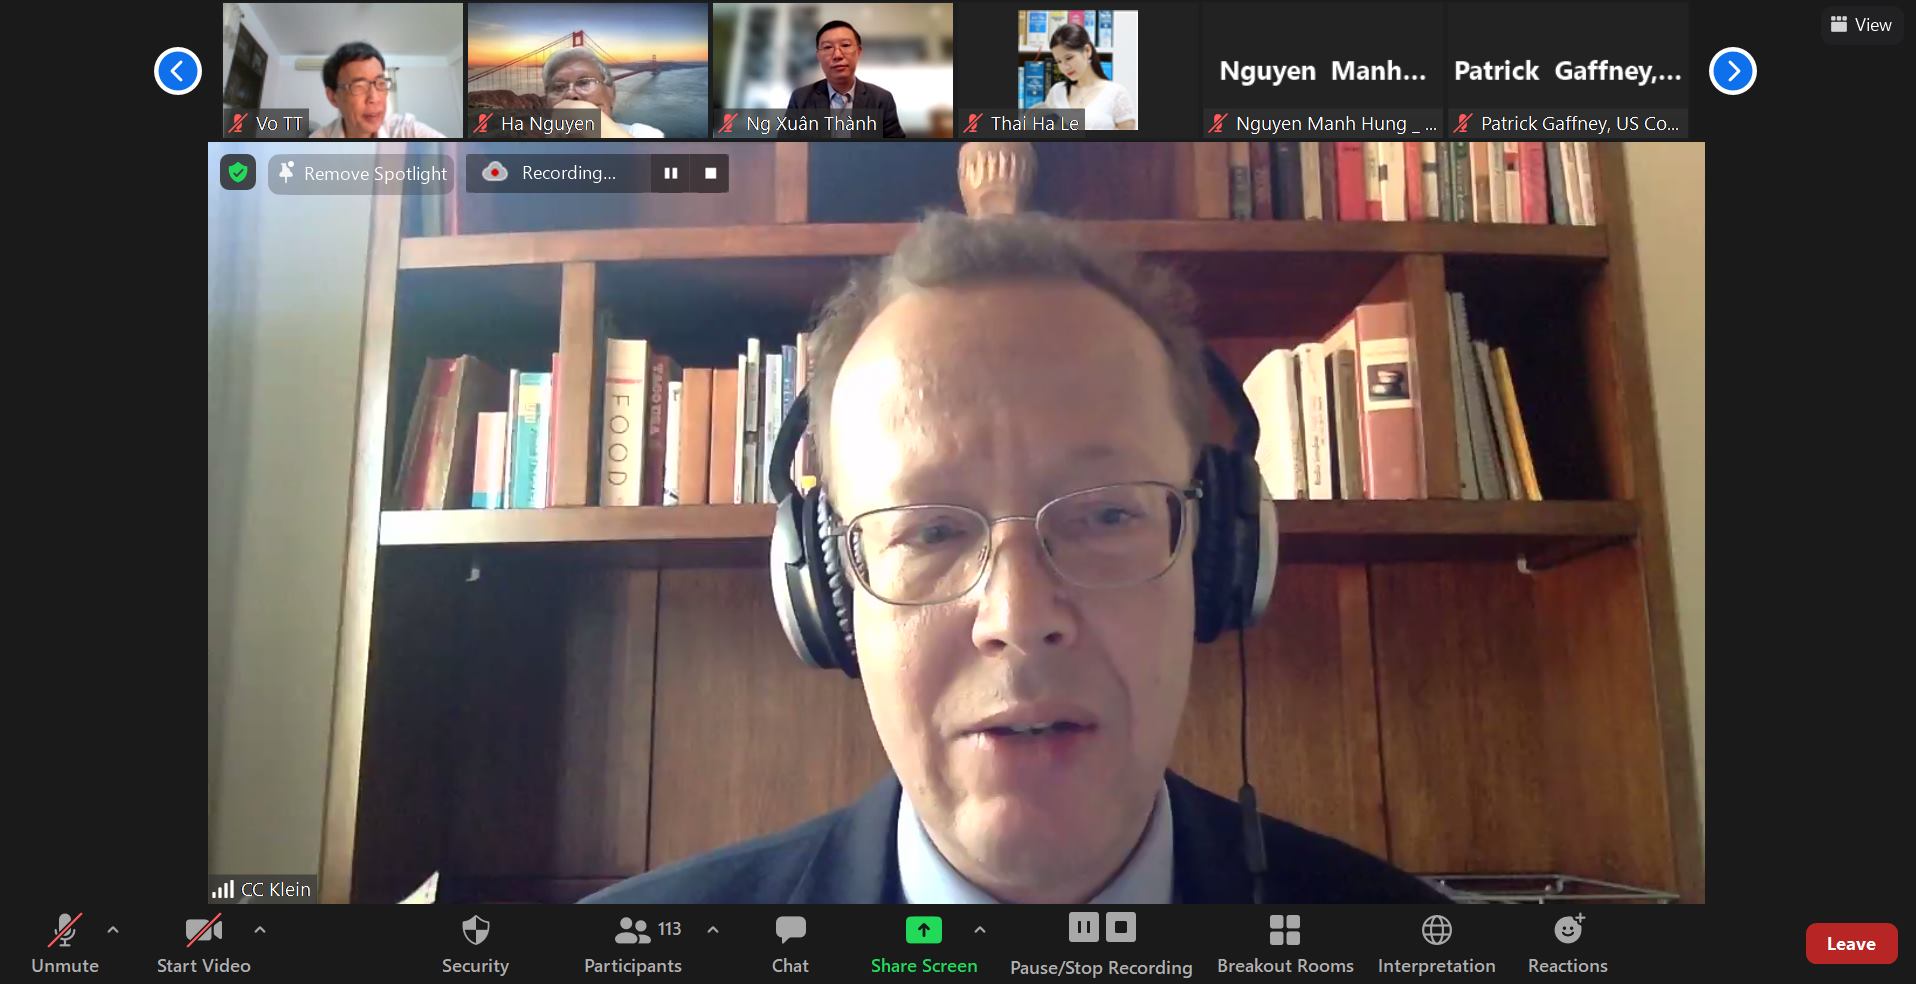 View
Nguyen Manh...
Patrick Gaffney,...
Vo TT
Ha Nguyen
Ng Xuân Thành
Thai Ha Le
Nguyen Manh Hung _ ...
Patrick Gaffney, US Co...
Remove Spotlight
Recording...
FOOD
CC Klein
113
Unmute
Start Video
Security
Participants
Chat
Share Screen
Pause/Stop Recording
Breakout Rooms
Interpretation
Reactions
Leave